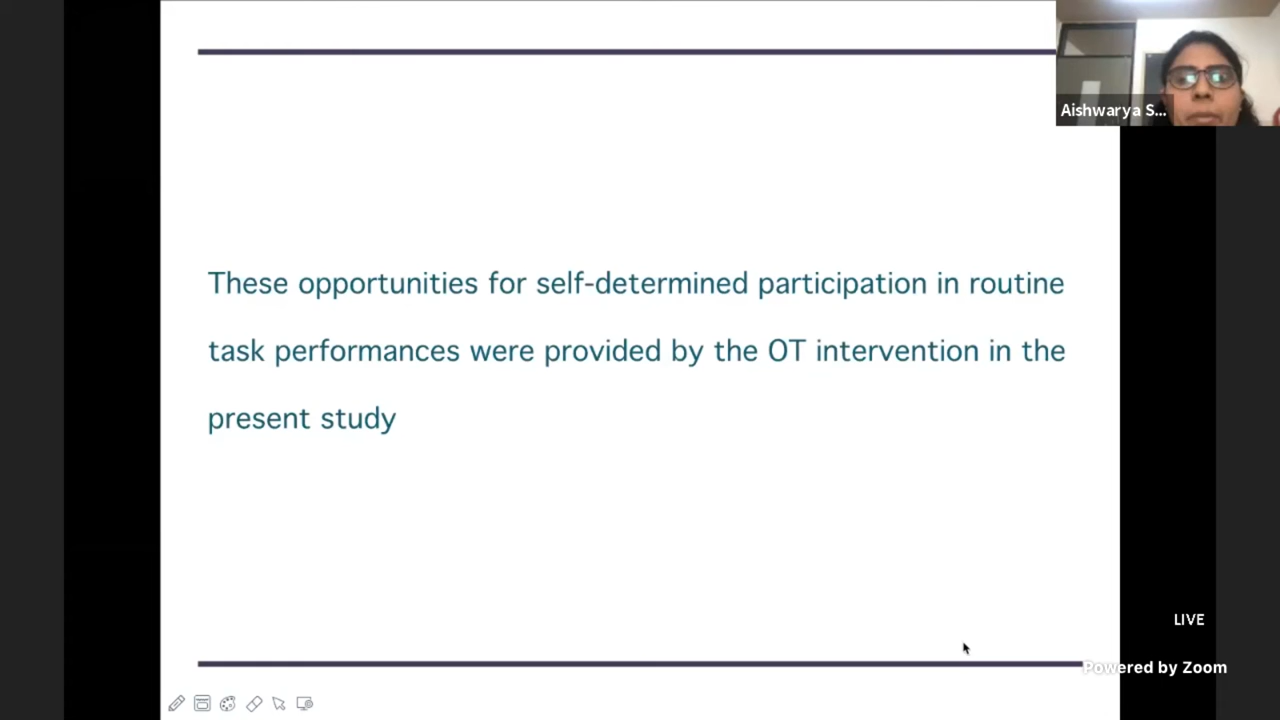 Aishwarya S...
These opportunities for self-determined participation in routine
task performances were provided by the OT intervention in the
present study
LIVE
Powered by Zoom